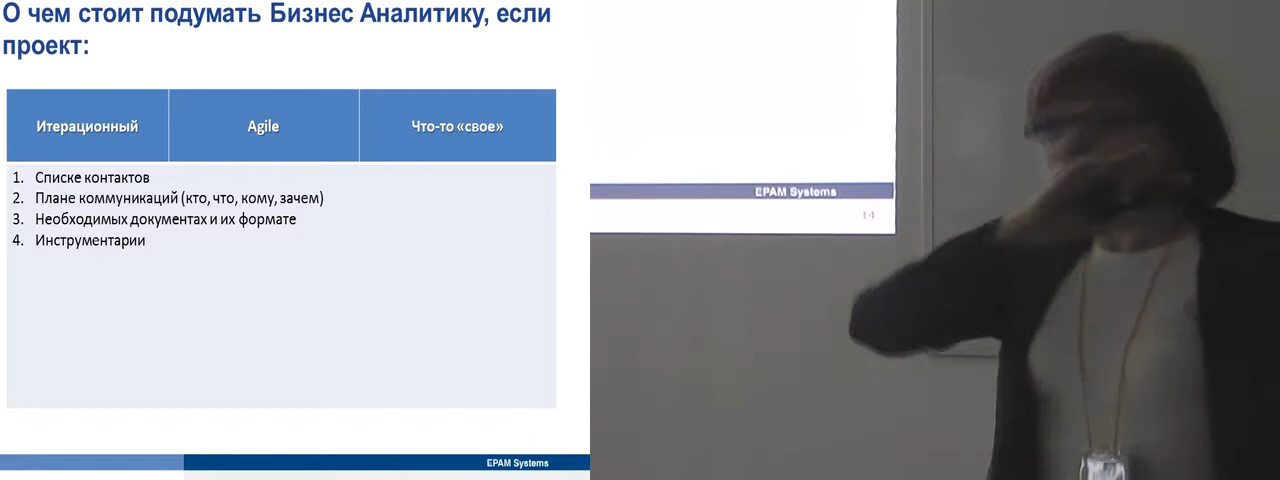 О чем стоит подумать Бизнес Аналитику, если
проект:
Итерационный
Agile
Что-то «свое»
1. Списке контактов
2. Плане коммуникаций (кто, что, кому, зачем)
3. Необходимых документах и их формате
4. Инструментарии
EPAM Systems
EPAM Systems
14